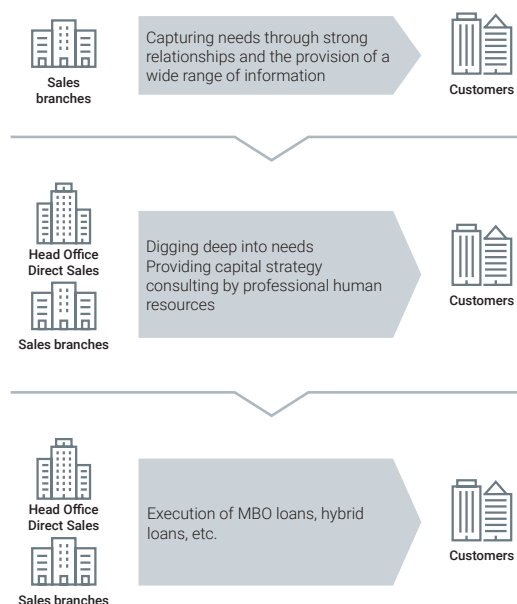 Capturing needs through strong
relationships and the provision of a
wide range of information
Sales
branches
Customers
Head Office
Direct Sales
Digging deep into needs
Providing capital strategy
consulting by professional human
resources
Sales branches
Customers
Head Office
Direct Sales
Execution of MBO loans, hybrid
loans, etc.
Sales branches
Customers